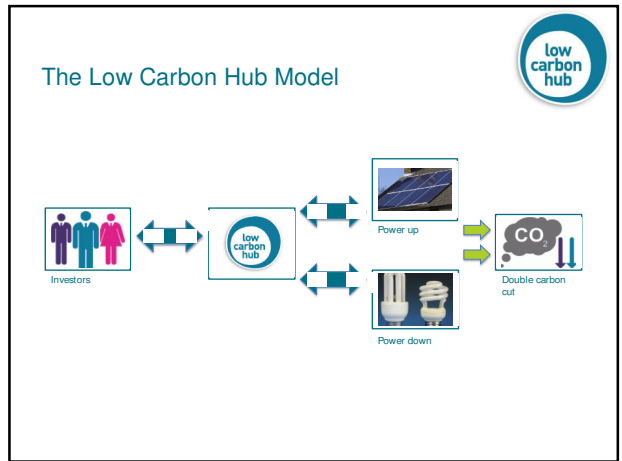 The Low Carbon Hub Model
low
carbon
hub
Investors
low
carbon
hub
Power up
Power down
CO2
Double carbon
cut